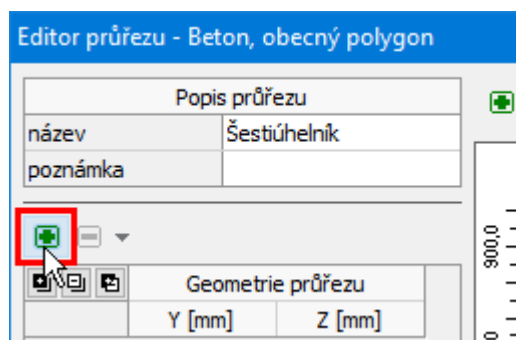 Editor průřezu - Beton, obecný polygon
Popis průřezu
název Šestiúhelník
poznámka
Geometrie průřezu
Y [mm] Z [mm]
900,0